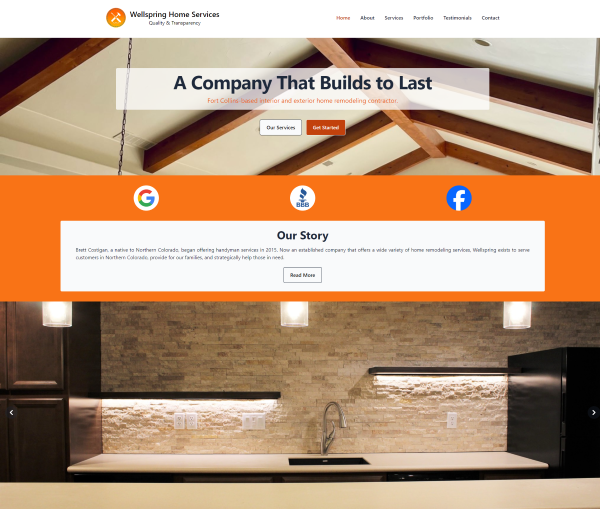 Wellspring Home Services
Quality & Transparency
Home About Services Portfolio Testimonials Contact
A Company That Builds to Last
Fort Collins based interior and exterior home remodeling contractor.
Our Services Get Started
G BBB f
Our Story
Brett Costigan, a native to Northern Colorado, began offering handyman services in 2015. Now an established company that offers a wide variety of home remodeling services, Wellspring exists to serve
customers in Northern Colorado, provide for our families, and strategically help those in need.
Read More